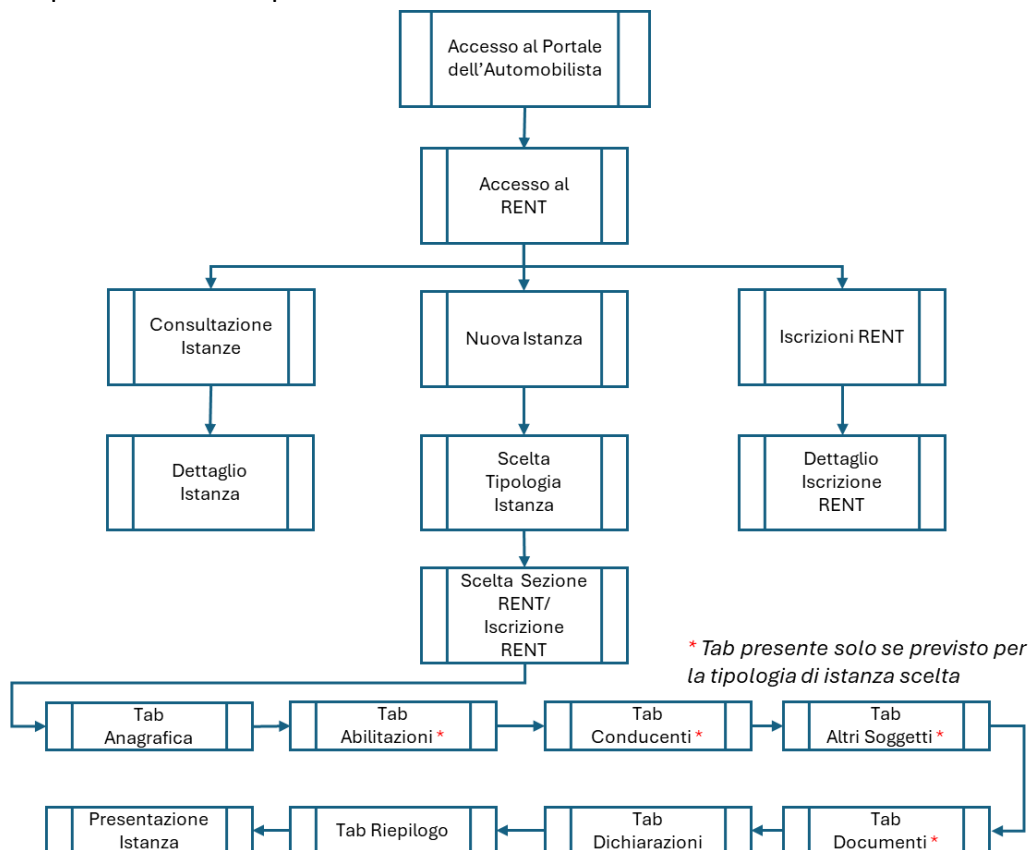 Accesso al Portale
dell'Automobilista
Accesso al
RENT
Consultazione
Istanze
Nuova Istanza
Iscrizioni RENT
Dettaglio
Istanza
Scelta
Tipologia
Istanza
Dettaglio
Iscrizione
RENT
Scelta Sezione
RENT/
Iscrizione
RENT
* Tab presente solo se previsto per
la tipologia di istanza scelta
Tab
Anagrafica
Tab
Abilitazioni *
Tab
Conducenti *
Tab
Altri Soggetti *
Presentazione
Istanza
Tab Riepilogo
Tab
Dichiarazioni
Tab
Documenti *